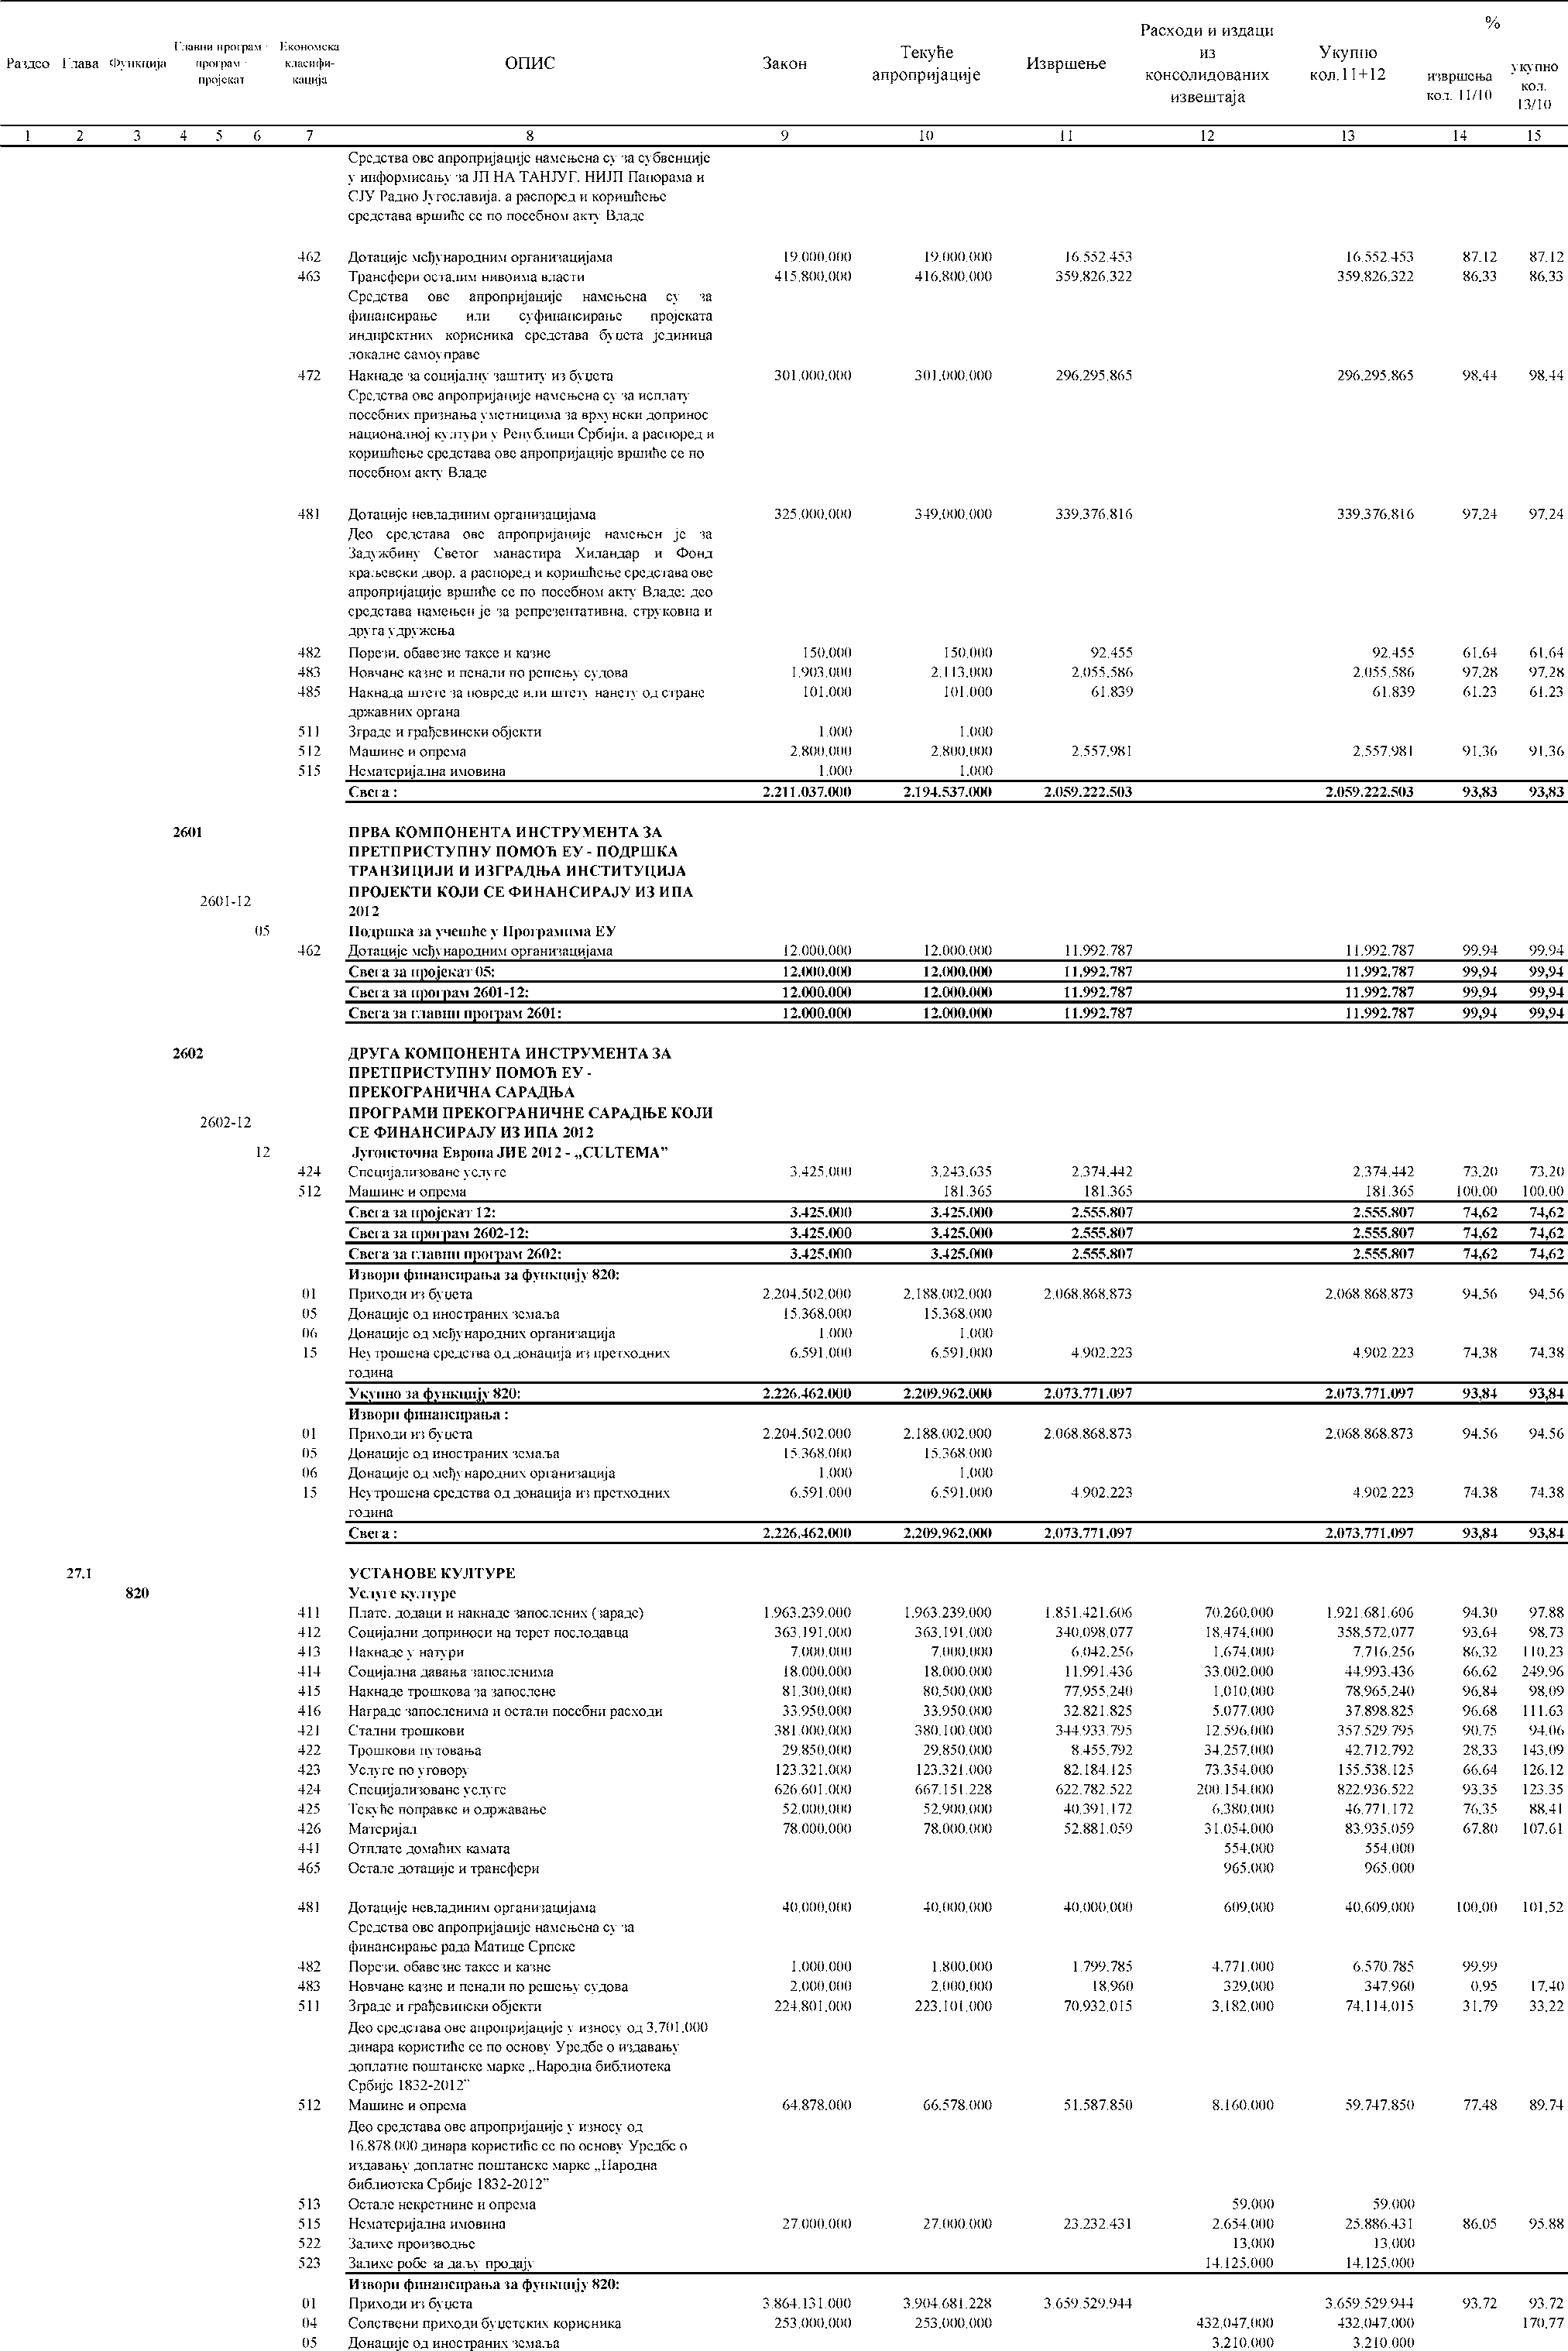 Раздео Глава Функција Главни програм - програм - пројекат Економска класифи-кација ОПИС Закон Текуће апропријације Извршење Расходи и издаци из консолидованих извештаја Укупно кол.11+12 % извршења кол. 11/10 укупно кол. 13/10
1 2 3 4 5 6 7 8 9 10 11 12 13 14 15
Средства ове апропријације намењена су за субвенције
у информисању за ЈП НА ТАНЈУГ, НИЈП Панорама и
СЈУ Радио Југославија, а распоред и коришћење
средстава вршиће се по посебном акту Владе
462 Дотације међународним организацијама 19.000.000 19.000.000 16.552.453 16.552.453 87,12 87,12
463 Трансфери осталим нивоима власти 415.800.000 416.800.000 359.826.322 359.826.322 86,33 86,33
Средства ове апропријације намењена су за
финансирање или суфинансирање пројеката
индиректних корисника средстава буџета јединица
локалне самоуправе
472 Накнаде за социјалну заштиту из буџета 301.000.000 301.000.000 296.295.865 296.295.865 98,44 98,44
Средства ове апропријације намењена су за исплату
посебних признања уметницима за врхунски допринос
националној култури у Републици Србији, а распоред и
коришћење средстава ове апропријације вршиће се по
посебном акту Владе
481 Дотације невладиним организацијама 325.000.000 349.000.000 339.376.816 339.376.816 97,24 97,24
Део средстава ове апропријације намењен је за
Задужбину Светог манастира Хиландар и Фонд
краљевски двор, а распоред и коришћење средстава ове
апропријације вршиће се по посебном акту Владе; део
средстава намењен је за репрезентативна, струковна и
друга удружења
482 Порези, обавезне таксе и казне 150.000 150.000 92.455 92.455 61,64 61,64
483 Новчане казне и пенали по решењу судова 1.903.000 2.113.000 2.055.586 2.055.586 97,28 97,28
485 Накнада штете за повреде или штету нанету од стране 101.000 101.000 61.839 61.839 61,23 61,23
државних органа
511 Зграде и грађевински објекти 1.000 1.000
512 Машине и опрема 2.800.000 2.800.000 2.557.981 2.557.981 91,36 91,36
515 Нематеријална имовина 1.000 1.000
Свега : 2.211.037.000 2.194.537.000 2.059.222.503 2.059.222.503 93,83 93,83
2601 ПРВА КОМПОНЕНТА ИНСТРУМЕНТА ЗА
ПРЕТПРИСТУПНУ ПОМОЋ ЕУ - ПОДРШКА
ТРАНЗИЦИЈИ И ИЗГРАДЊА ИНСТИТУЦИЈА
2601-12 ПРОЈЕКТИ КОЈИ СЕ ФИНАНСИРАЈУ ИЗ ИПА
2012
05 Подршка за учешће у Програмима ЕУ
462 Дотације међународним организацијама 12.000.000 12.000.000 11.992.787 11.992.787 99,94 99,94
Свега за пројекат 05: 12.000.000 12.000.000 11.992.787 11.992.787 99,94 99,94
Свега за програм 2601-12: 12.000.000 12.000.000 11.992.787 11.992.787 99,94 99,94
Свега за главни програм 2601: 12.000.000 12.000.000 11.992.787 11.992.787 99,94 99,94
2602 ДРУГА КОМПОНЕНТА ИНСТРУМЕНТА ЗА
ПРЕТПРИСТУПНУ ПОМОЋ ЕУ -
ПРЕКОГРАНИЧНА САРАДЊА
2602-12 ПРОГРАМИ ПРЕКОГРАНИЧНЕ САРАДЊЕ КОЈИ
СЕ ФИНАНСИРАЈУ ИЗ ИПА 2012
12 Југоисточна Европа ЈИЕ 2012 - „CULTEMA”
424 Специјализоване услуге 3.425.000 3.243.635 2.374.442 2.374.442 73,20 73,20
512 Машине и опрема 181.365 181.365 181.365 100,00 100,00
Свега за пројекат 12: 3.425.000 3.425.000 2.555.807 2.555.807 74,62 74,62
Свега за програм 2602-12: 3.425.000 3.425.000 2.555.807 2.555.807 74,62 74,62
Свега за главни програм 2602: 3.425.000 3.425.000 2.555.807 2.555.807 74,62 74,62
Извори финансирања за функцију 820:
01 Приходи из буџета 2.204.502.000 2.188.002.000 2.068.868.873 2.068.868.873 94,56 94,56
05 Донације од иностраних земаља 15.368.000 15.368.000
06 Донације од међународних организација 1.000 1.000
15 Неутрошена средства од донација из претходних 6.591.000 6.591.000 4.902.223 4.902.223 74,38 74,38
година
Укупно за функцију 820: 2.226.462.000 2.209.962.000 2.073.771.097 2.073.771.097 93,84 93,84
Извори финансирања :
01 Приходи из буџета 2.204.502.000 2.188.002.000 2.068.868.873 2.068.868.873 94,56 94,56
05 Донације од иностраних земаља 15.368.000 15.368.000
06 Донације од међународних организација 1.000 1.000
15 Неутрошена средства од донација из претходних 6.591.000 6.591.000 4.902.223 4.902.223 74,38 74,38
година
Свега : 2.226.462.000 2.209.962.000 2.073.771.097 2.073.771.097 93,84 93,84
27.1 УСТАНОВЕ КУЛТУРЕ
820 Услуге културе
411 Плате, додаци и накнаде запослених (зараде) 1.963.239.000 1.963.239.000 1.851.421.606 70.260.000 1.921.681.606 94,30 97,88
412 Социјални доприноси на терет послодавца 363.191.000 363.191.000 340.098.077 18.474.000 358.572.077 93,64 98,73
413 Накнаде у натури 7.000.000 7.000.000 6.042.256 1.674.000 7.716.256 86,32 110,23
414 Социјална давања запосленима 18.000.000 18.000.000 11.991.436 33.002.000 44.993.436 66,62 249,96
415 Накнаде трошкова за запослене 81.300.000 80.500.000 77.955.240 1.010.000 78.965.240 96,84 98,09
416 Награде запосленима и остали посебни расходи 33.950.000 33.950.000 32.821.825 5.077.000 37.898.825 96,68 111,63
421 Стални трошкови 381.000.000 380.100.000 344.933.795 12.596.000 357.529.795 90,75 94,06
422 Трошкови путовања 29.850.000 29.850.000 8.455.792 34.257.000 42.712.792 28,33 143,09
423 Услуге по уговору 123.321.000 123.321.000 82.184.125 73.354.000 155.538.125 66,64 126,12
424 Специјализоване услуге 626.601.000 667.151.228 622.782.522 200.154.000 822.936.522 93,35 123,35
425 Текуће поправке и одржавање 52.000.000 52.900.000 40.391.172 6.380.000 46.771.172 76,35 88,41
426 Материјал 78.000.000 78.000.000 52.881.059 31.054.000 83.935.059 67,80 107,61
441 Отплате домаћих камата 554.000 554.000
465 Остале дотације и трансфери 965.000 965.000
481 Дотације невладиним организацијама 40.000.000 40.000.000 40.000.000 609.000 40.609.000 100,00 101,52
Средства ове апропријације намењена су за
финансирање рада Матице Српске
482 Порези, обавезне таксе и казне 1.000.000 1.800.000 1.799.785 4.771.000 6.570.785 99,99
483 Новчане казне и пенали по решењу судова 2.000.000 2.000.000 18.960 329.000 347.960 0,95 17,40
511 Зграде и грађевински објекти 224.801.000 223.101.000 70.932.015 3.182.000 74.114.015 31,79 33,22
Део средстава ове апропријације у износу од 3.701.000
динара користиће се по основу Уредбе о издавању
доплатне поштанске марке „Народна библиотека
Србије 1832-2012”
512 Машине и опрема 64.878.000 66.578.000 51.587.850 8.160.000 59.747.850 77,48 89,74
Део средстава ове апропријације у износу од
16.878.000 динара користиће се по основу Уредбе о
издавању доплатне поштанске марке „Народна
библиотека Србије 1832-2012”
513 Остале некретнине и опрема 59.000 59.000
515 Нематеријална имовина 27.000.000 27.000.000 23.232.431 2.654.000 25.886.431 86,05 95,88
522 Залихе производње 13.000 13.000
523 Залихе робе за даљу продају 14.125.000 14.125.000
Извори финансирања за функцију 820:
01 Приходи из буџета 3.864.131.000 3.904.681.228 3.659.529.944 3.659.529.944 93,72 93,72
04 Сопствени приходи буџетских корисника 253.000.000 253.000.000 432.047.000 432.047.000 170,77
05 Донације од иностраних земаља 3.210.000 3.210.000